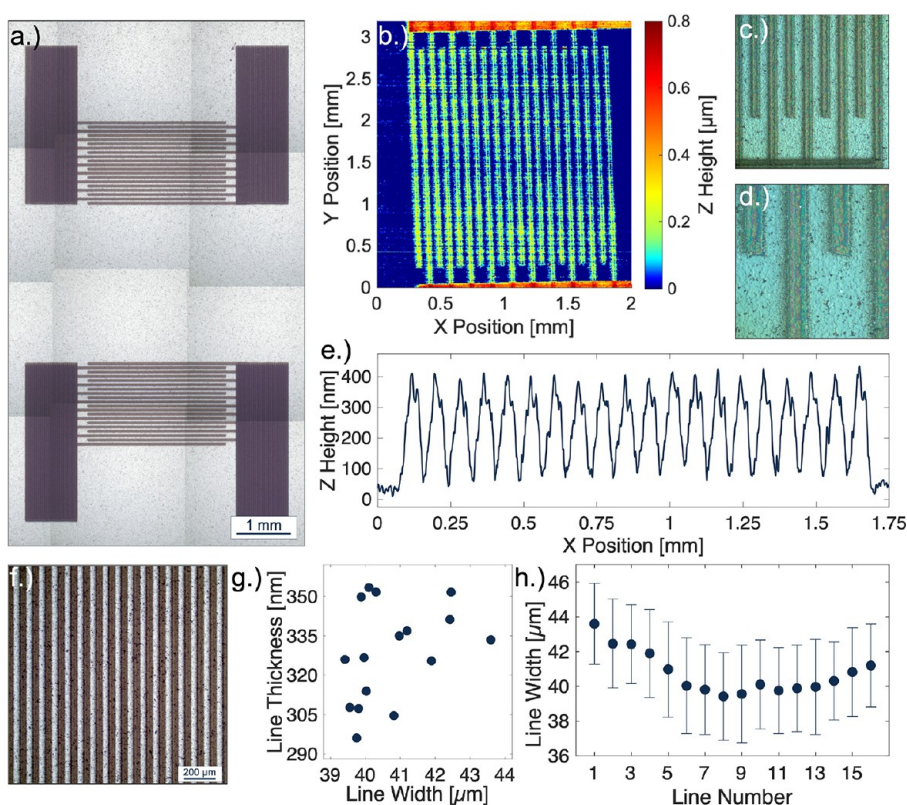 a.)
1 mm
b.)
Y Position [mm]
3
2.5
2
1.5
1
0.5
0
0
0.5
1
1.5
2
X Position [mm]
0.8
0.6
0.4
0.2
0
Z Height [µm]
c.)
d.)
e.)
Z Height [nm]
400
300
200
100
0
0
0.25
0.5
0.75
1
1.25
1.5
1.75
X Position [mm]
f.)
200 µm
g.)
Line Thickness [nm]
350
335
320
305
290
39
40
41
42
43
44
Line Width [µm]
h.)
Line Width [µm]
46
44
42
40
38
36
1
3
5
7
9
11
13
15
Line Number